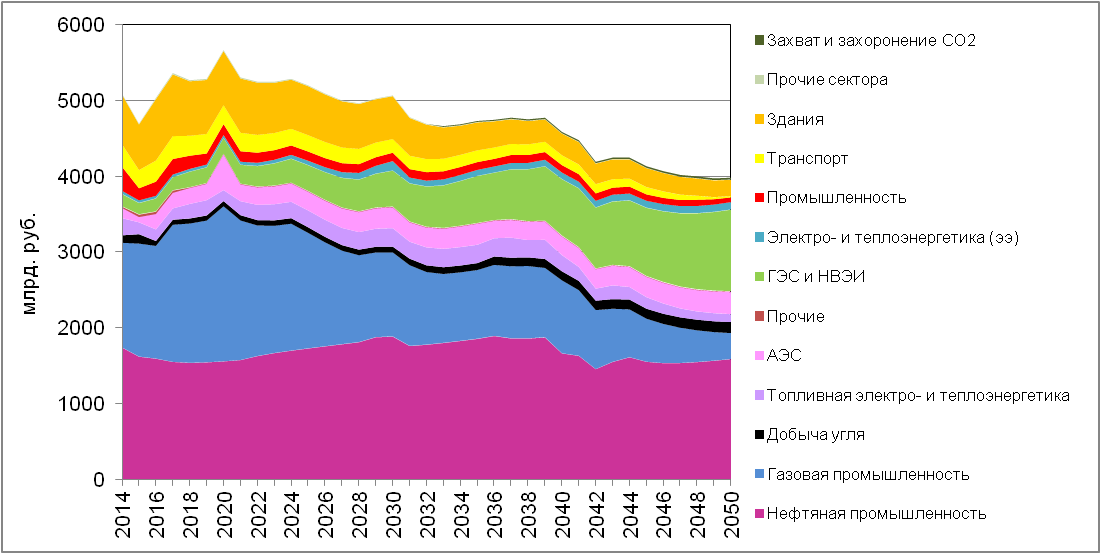 млрд. руб.
6000
5000
4000
3000
2000
1000
0
2014
2016
2018
2020
2022
2024
2026
2028
2030
2032
2034
2036
2038
2040
2042
2044
2046
2048
2050
Захват и захоронение СО2
Прочие сектора
Здания
Транспорт
Промышленность
Электро- и теплоэнергетика (ээ)
ГЭС и НВЭИ
Прочие
АЭС
Топливная электро- и теплоэнергетика
Добыча угля
Газовая промышленность
Нефтяная промышленность